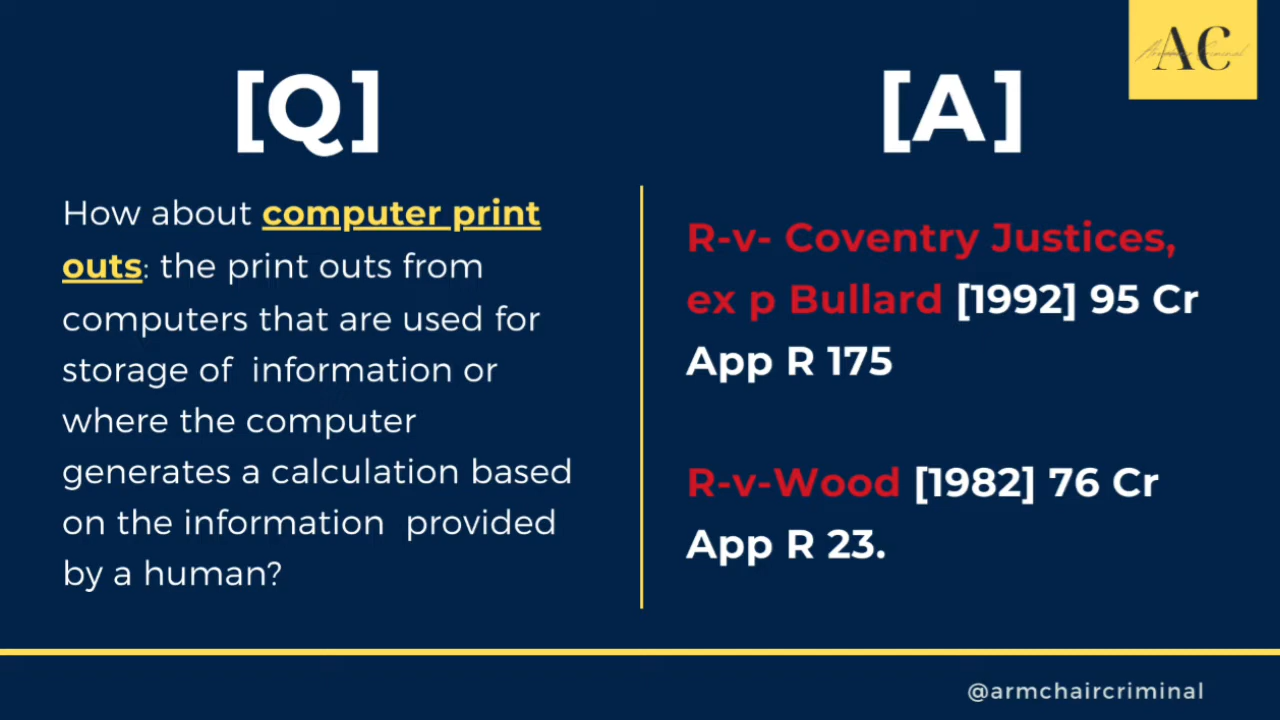 [Q]
How about computer print
outs: the print outs from
computers that are used for
storage of  information or
where the computer
generates a calculation based
on the information  provided
by a human?
[A]
R-v- Coventry Justices,
ex p Bullard [1992] 95 Cr
App R 175
R-v-Wood [1982] 76 Cr
App R 23.
AC
@armchaircriminal